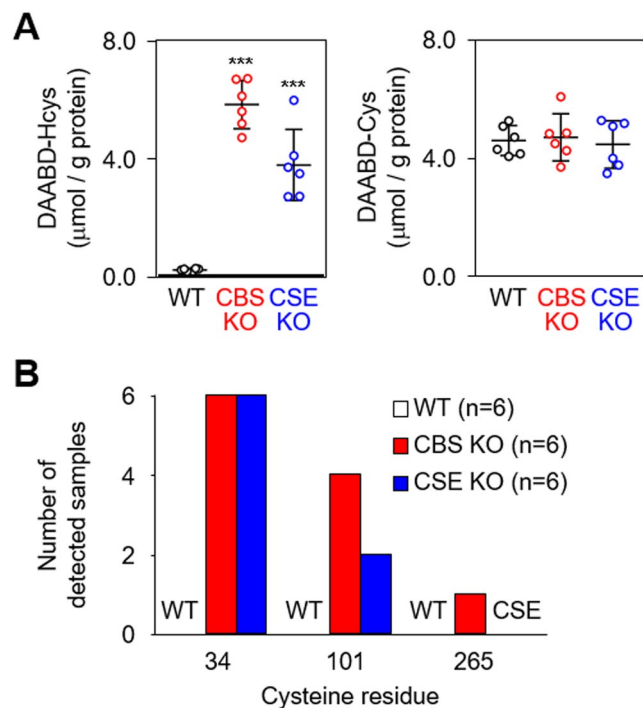 A
DAABD-Hcys
(μmol / g protein)
8.0
4.0
0.0
***
***
WT
CBS
KO
CSE
KO
DAABD-Cys
(μmol / g protein)
8.0
4.0
0.0
WT
CBS
KO
CSE
KO
B
Number of
detected samples
6
4
2
0
WT (n=6)
CBS KO (n=6)
CSE KO (n=6)
WT
WT
WT
CSE
34
101
265
Cysteine residue